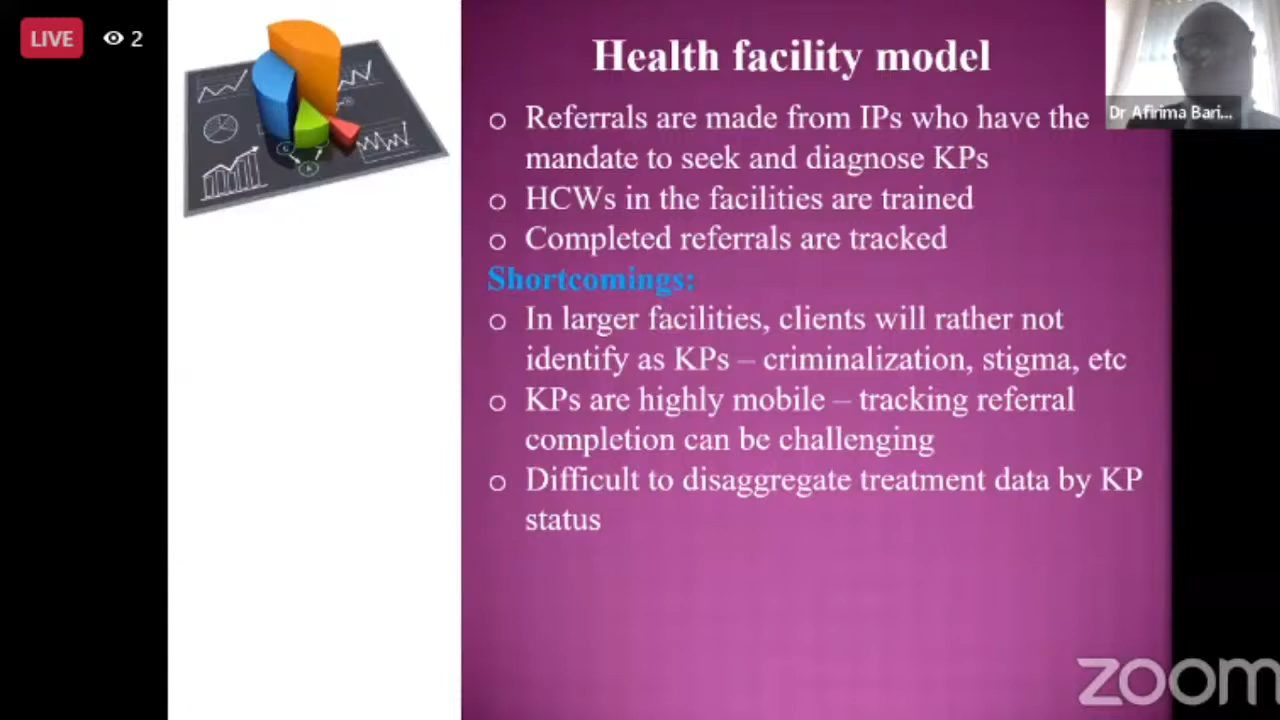 LIVE 2
Health facility model
Dr Afirima Bari...
o Referrals are made from IPs who have the
mandate to seek and diagnose KPs
o HCWs in the facilities are trained
o Completed referrals are tracked
Shortcomings:
o In larger facilities, clients will rather not
identify as KPs – criminalization, stigma, etc
o KPs are highly mobile – tracking referral
completion can be challenging
o Difficult to disaggregate treatment data by KP
status
zoom